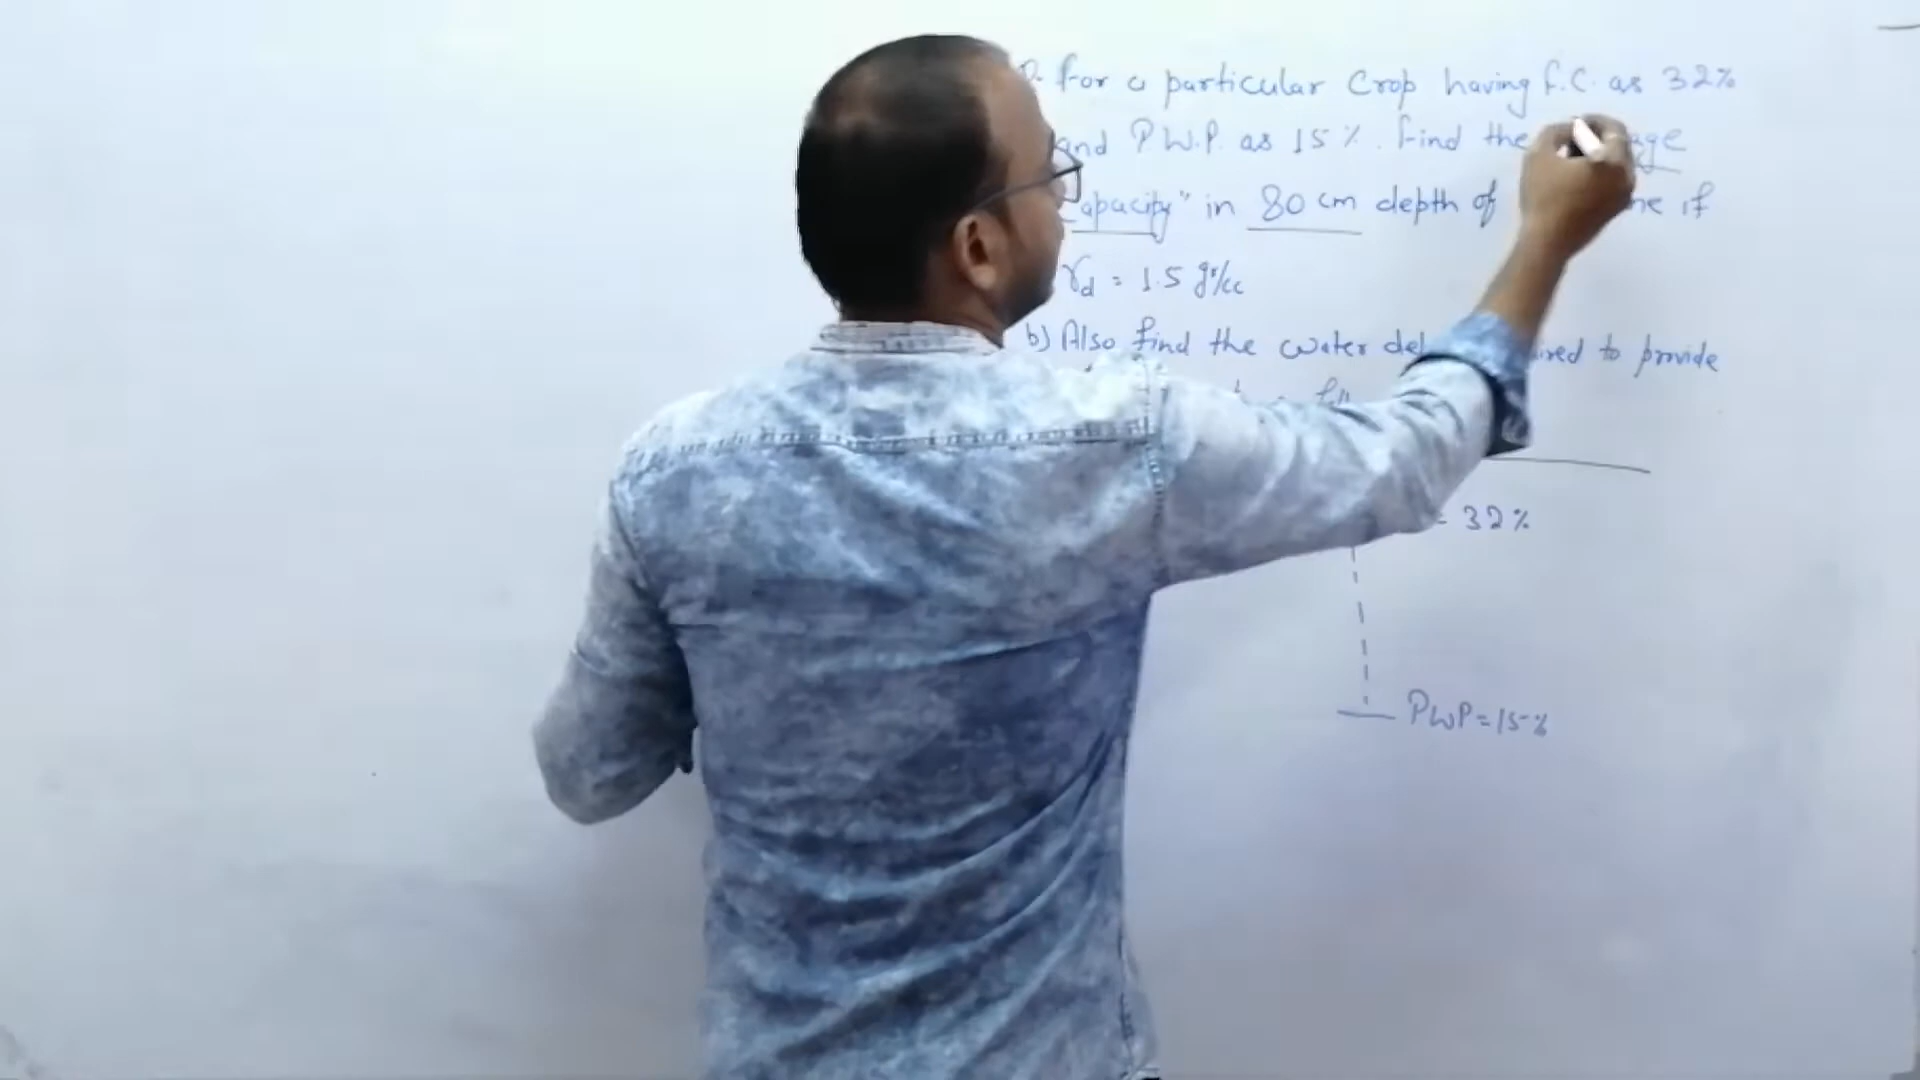 for a particular Crop having F.C. as 32%
and P.W.P. as 15 %. find the
Capacity" in 80 cm depth of if
γd = 1.5 gr/cc
b) Also find the water to provide
= 32%
PWP = 15%